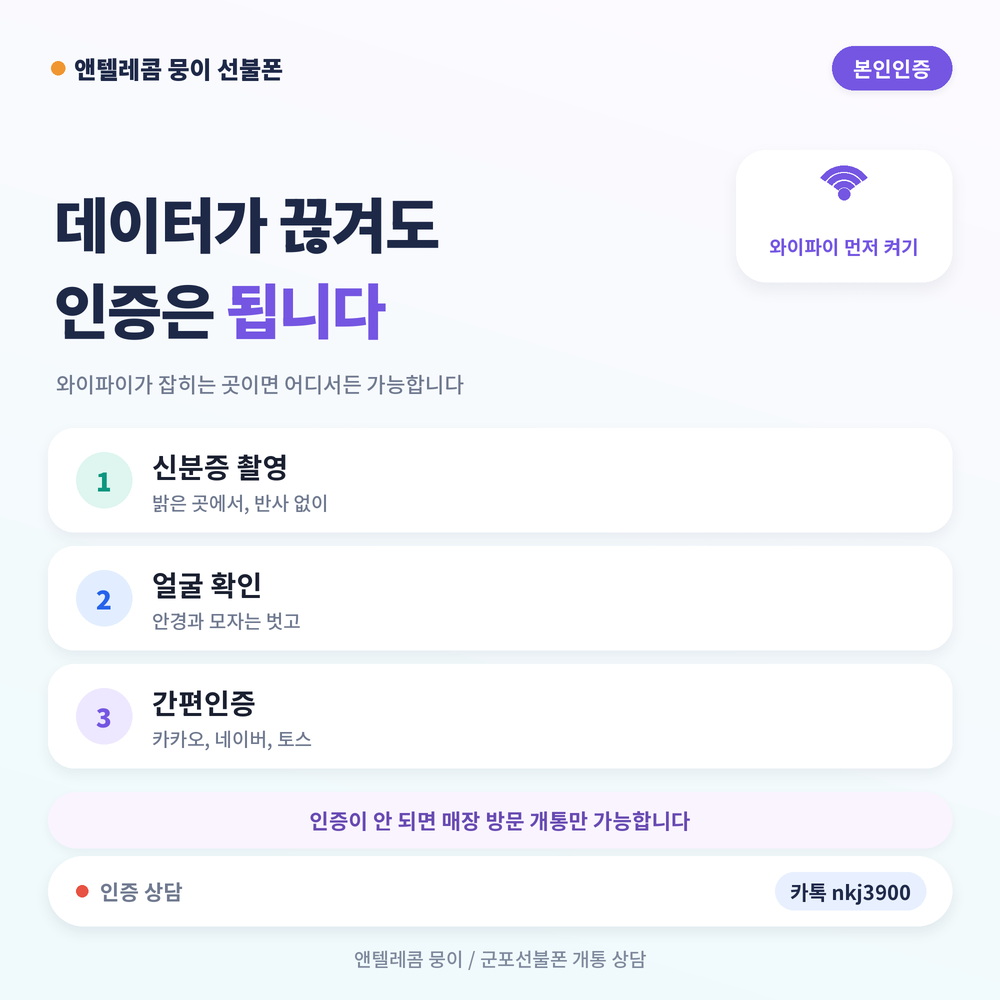 앤텔레콤 뭉이 선불폰
본인인증
와이파이 먼저 켜기
데이터가 끊겨도
인증은 됩니다
와이파이가 잡히는 곳이면 어디서든 가능합니다
1
신분증 촬영
밝은 곳에서, 반사 없이
2
얼굴 확인
안경과 모자는 벗고
3
간편인증
카카오, 네이버, 토스
인증이 안 되면 매장 방문 개통만 가능합니다
인증 상담
카톡 nkj3900
앤텔레콤 뭉이 / 군포선불폰 개통 상담